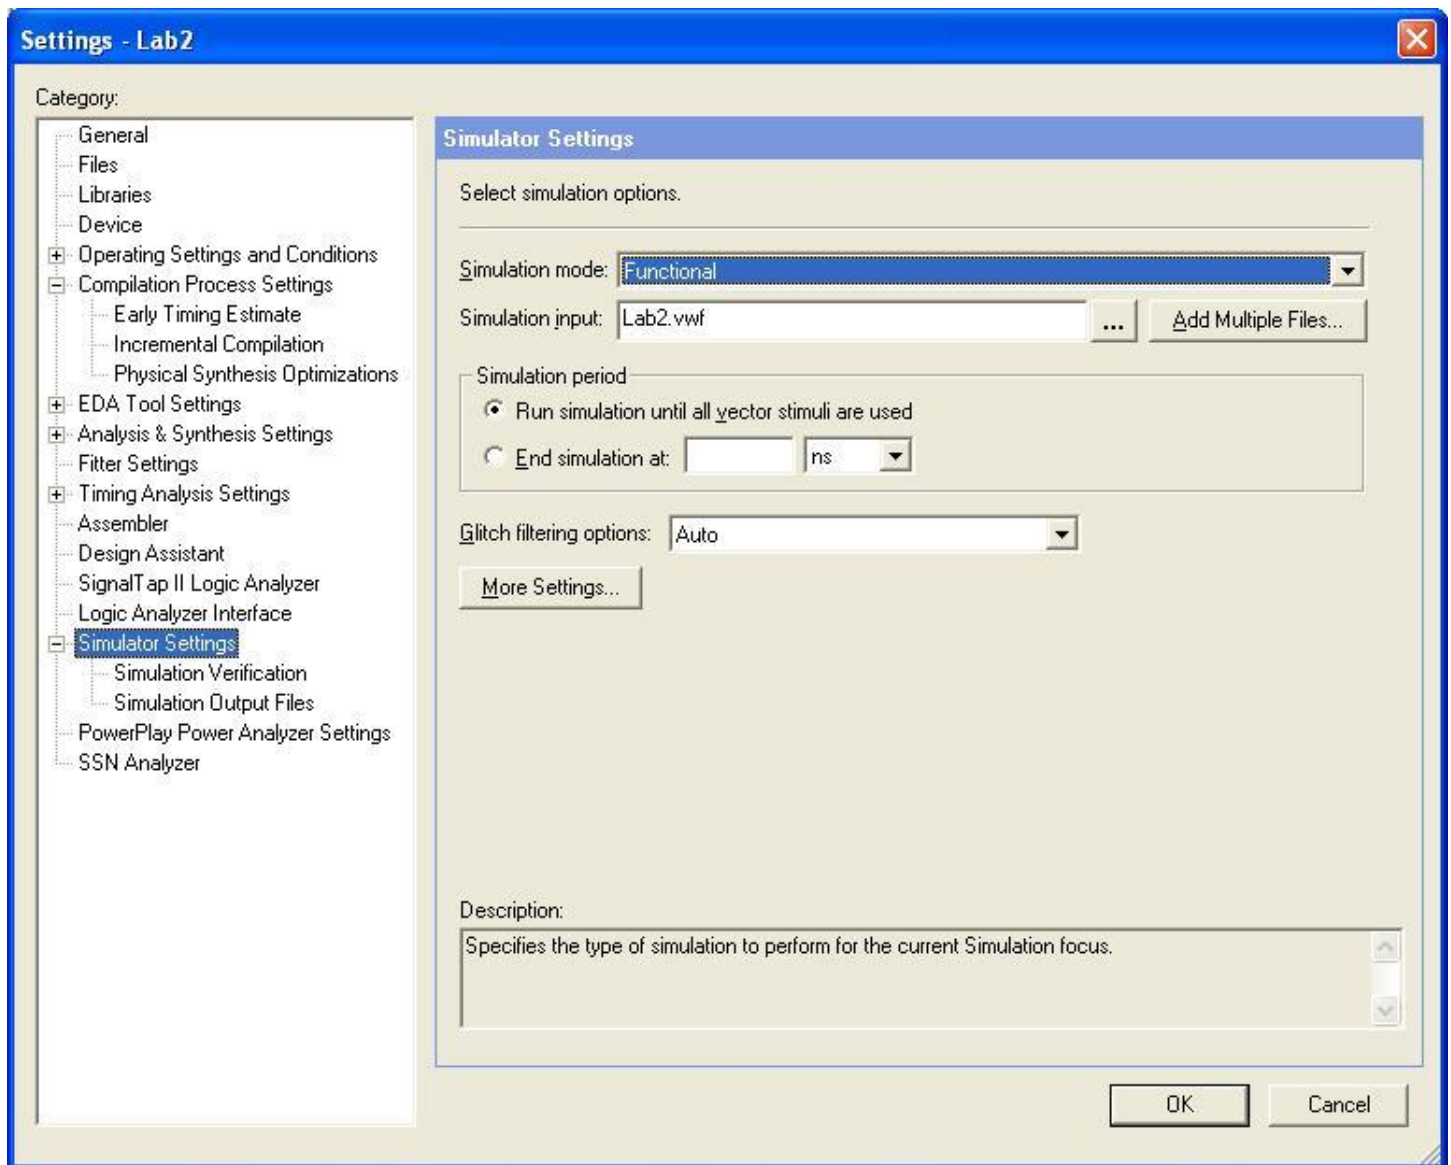 Settings - Lab2
Category:
General
Files
Libraries
Device
Operating Settings and Conditions
Compilation Process Settings
Early Timing Estimate
Incremental Compilation
Physical Synthesis Optimizations
EDA Tool Settings
Analysis & Synthesis Settings
Fitter Settings
Timing Analysis Settings
Assembler
Design Assistant
SignalTap II Logic Analyzer
Logic Analyzer Interface
Simulator Settings
Simulation Verification
Simulation Output Files
PowerPlay Power Analyzer Settings
SSN Analyzer
Simulator Settings
Select simulation options.
Simulation mode: Functional
Simulation input: Lab2.vwf ... Add Multiple Files...
Simulation period
Run simulation until all vector stimuli are used
End simulation at: ns
Glitch filtering options: Auto
More Settings...
Description:
Specifies the type of simulation to perform for the current Simulation focus.
OK Cancel